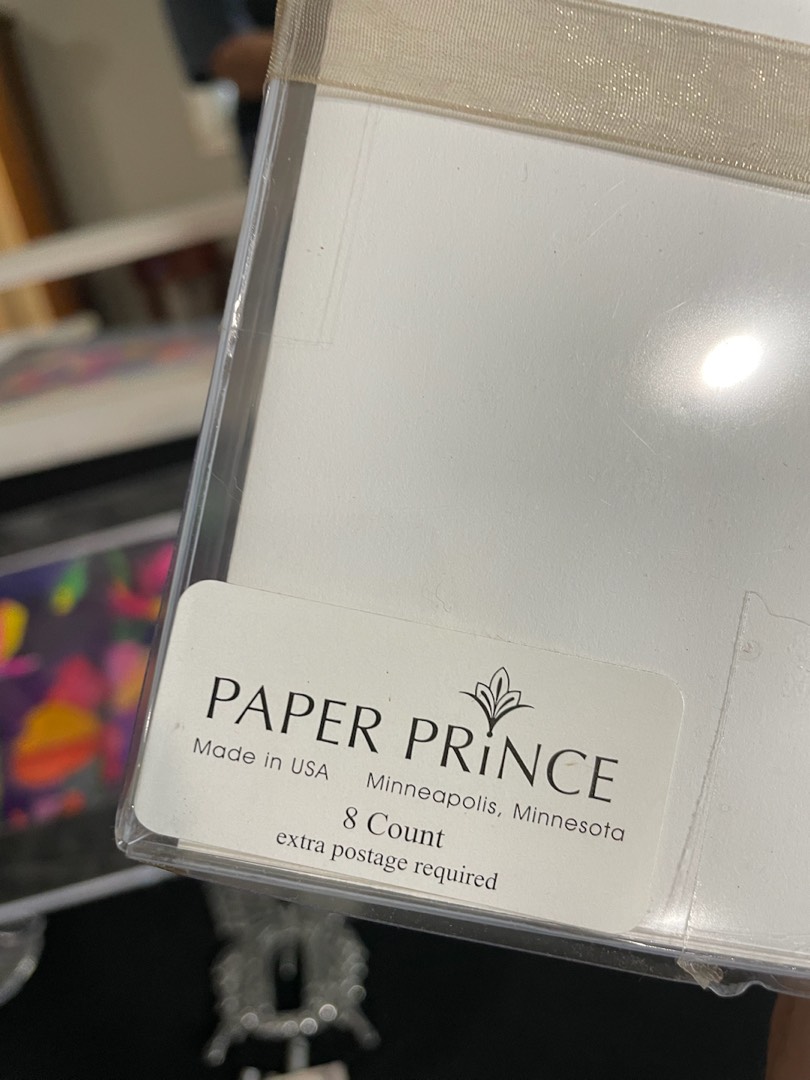 PAPER PRINCE
Made in USA Minneapolis, Minnesota
8 Count
extra postage required